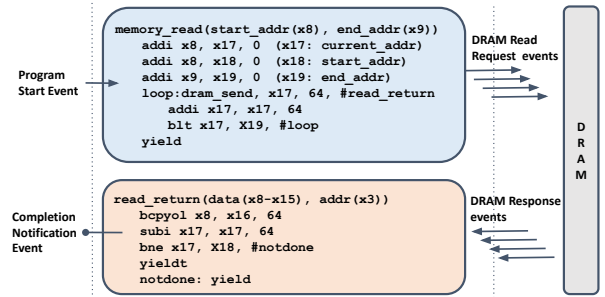 memory_read(start_addr(x8), end_addr(x9))
addi x8, x17, 0 (x17: current_addr)
addi x8, x18, 0 (x18: start_addr)
addi x9, x19, 0 (x19: end_addr)
loop:dram_send, x17, 64, #read_return
addi x17, x17, 64
blt x17, X19, #loop
yield
Program
Start Event
DRAM Read
Request events
D
R
A
M
read_return(data(x8-x15), addr(x3))
bcpyol x8, x16, 64
subi x17, x17, 64
bne x17, X18, #notdone
yieldt
notdone: yield
Completion
Notification
Event
DRAM Response
events